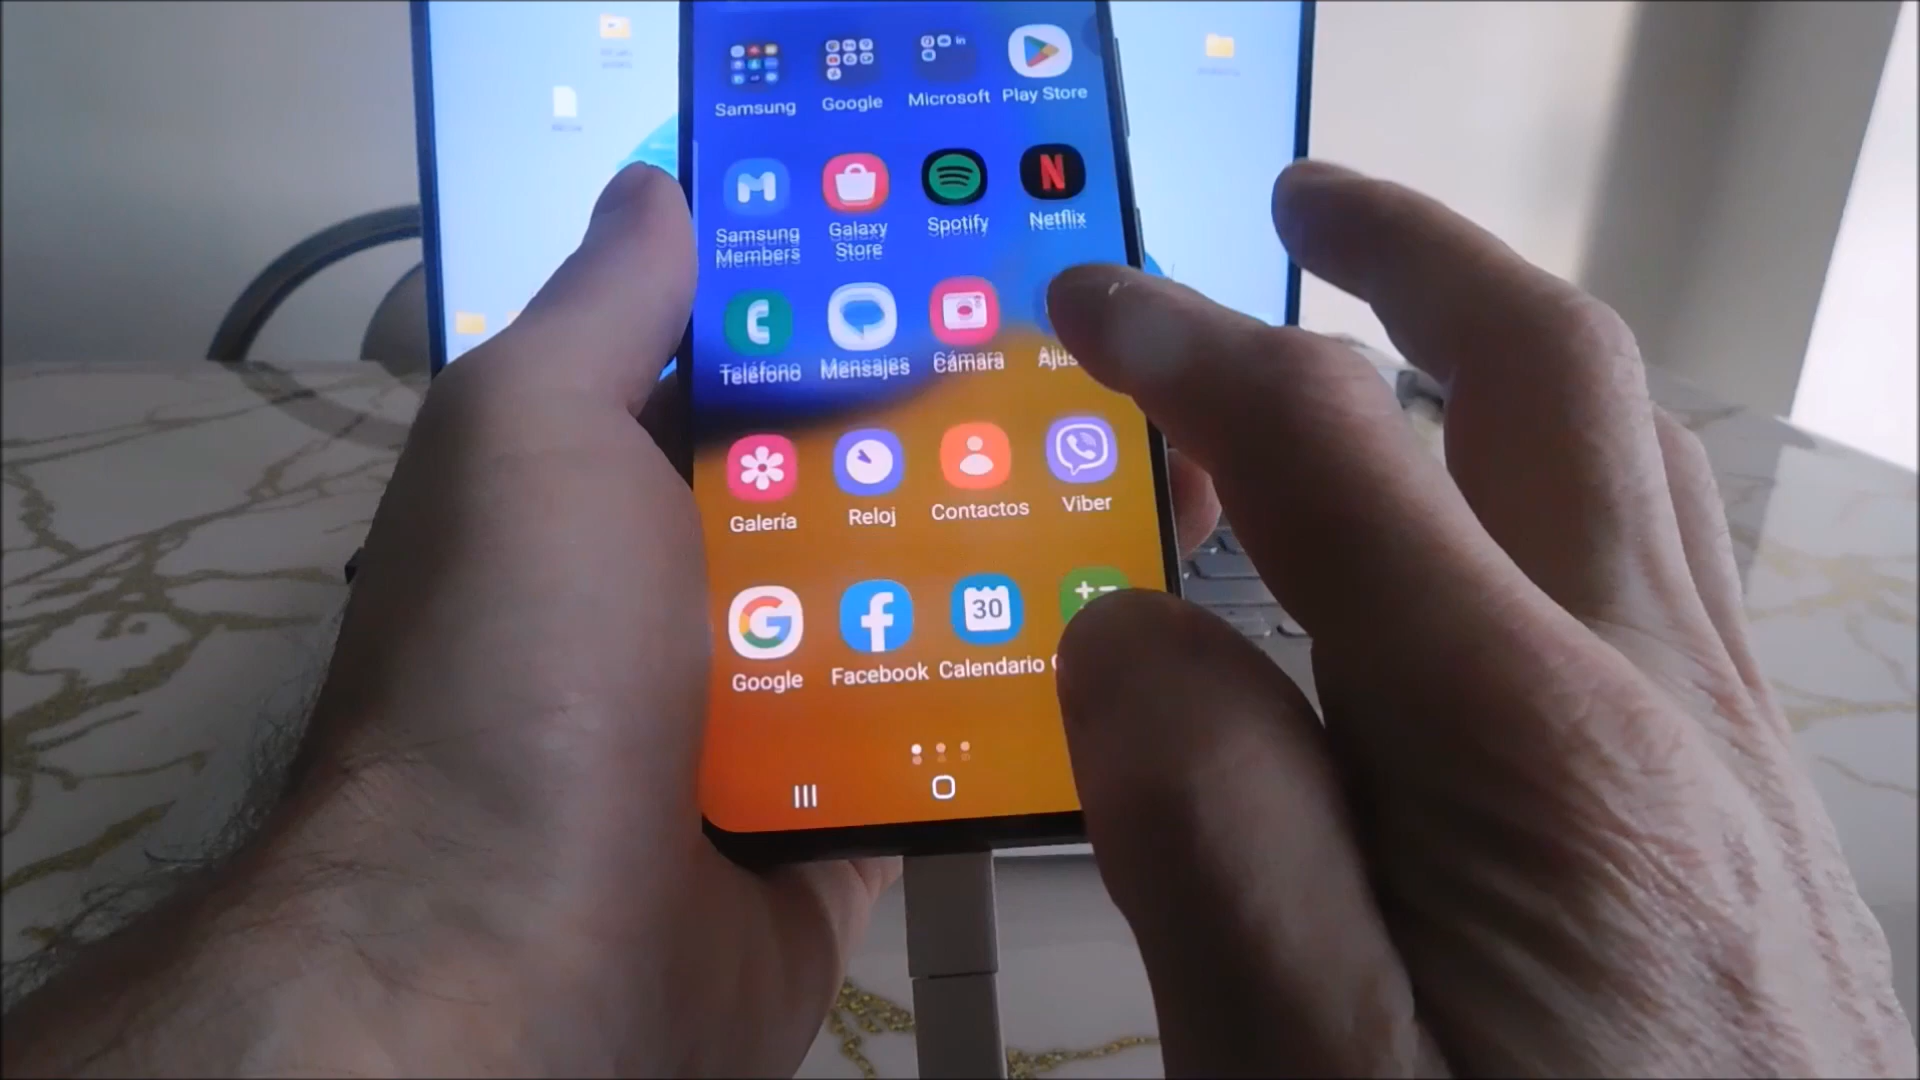 Samsung
Google
Microsoft
Play Store
Samsung
Members
Galaxy
Store
Spotify
Netflix
N
Teléfono
Mensajes
Cámara
Ajus
Galería
Reloj
Contactos
Viber
30
Google
Facebook
Calendario